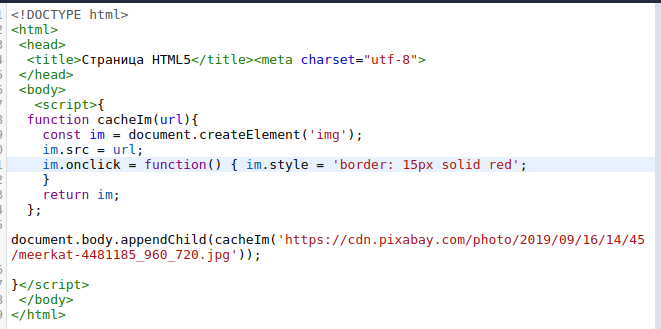 <!DOCTYPE html>
<html>
<head>
<title>Страница HTML5</title><meta charset="utf-8">
</head>
<body>
<script>{
function cacheIm(url){
const im = document.createElement('img');
im.src = url;
im.onclick = function() { im.style = 'border: 15px solid red';
}
return im;
};
document.body.appendChild(cacheIm('https://cdn.pixabay.com/photo/2019/09/16/14/45
/meerkat-4481185_960_720.jpg'));
}</script>
</body>
</html>